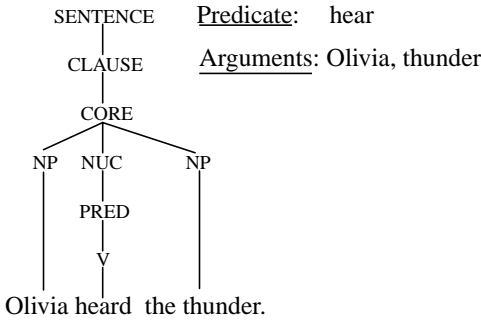 SENTENCE Predicate: hear
CLAUSE Arguments: Olivia, thunder
CORE
NP NUC NP
PRED
V
Olivia heard the thunder.